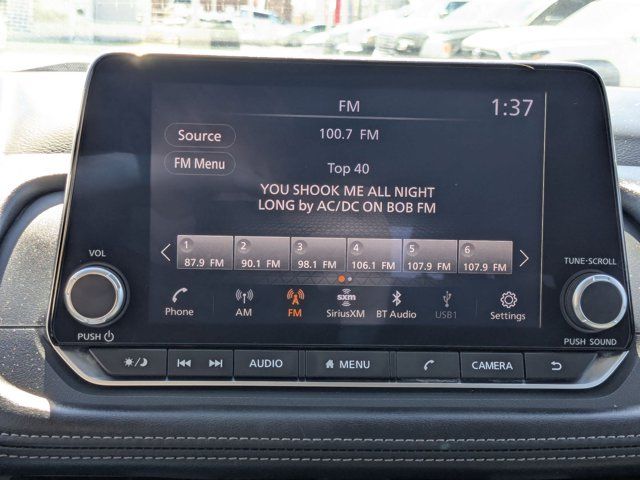 FM
1:37
Source
100.7 FM
FM Menu
Top 40
YOU SHOOK ME ALL NIGHT
LONG by AC/DC ON BOB FM
1 2 3 4 5 6
87.9 FM 90.1 FM 98.1 FM 106.1 FM 107.9 FM 107.9 FM
VOL
TUNE·SCROLL
sxm
Phone AM FM SiriusXM BT Audio USB1 Settings
PUSH
PUSH SOUND
AUDIO MENU CAMERA